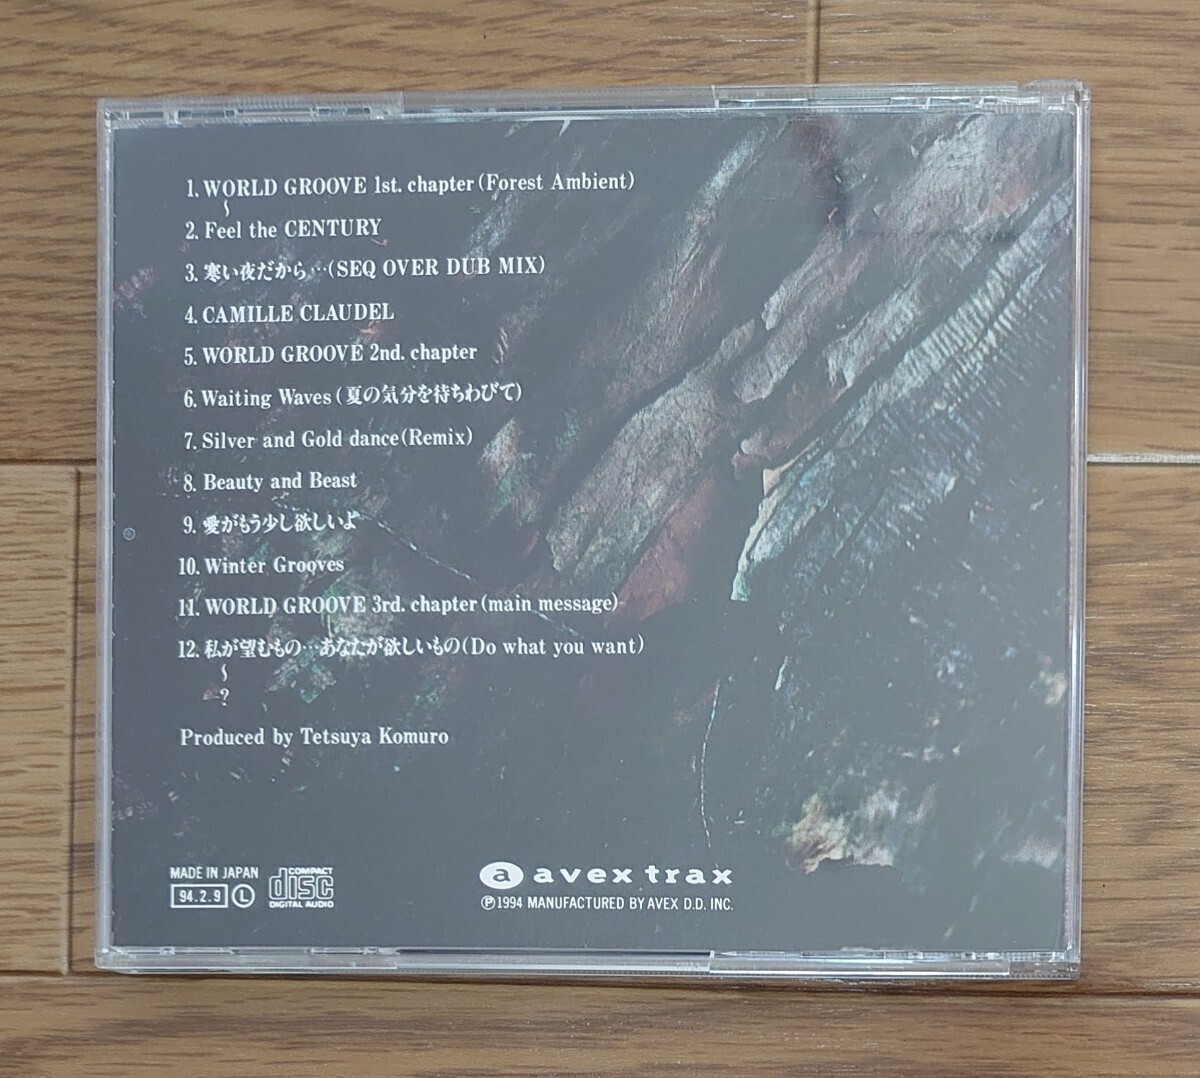 1. WORLD GROOVE 1st. chapter (Forest Ambient)
~
2. Feel the CENTURY
3. 寒い夜だから…(SEQ OVER DUB MIX)
4. CAMILLE CLAUDEL
5. WORLD GROOVE 2nd. chapter
6. Waiting Waves (夏の気分を待ちわびて)
7. Silver and Gold dance (Remix)
8. Beauty and Beast
9. 愛がもう少し欲しいよ
10. Winter Grooves
11. WORLD GROOVE 3rd. chapter (main message)
12. 私が望むもの…あなたが欲しいもの (Do what you want)
~
?
Produced by Tetsuya Komuro
MADE IN JAPAN
94.2.9 Ⓛ
COMPACT
disc
DIGITAL AUDIO
a avex trax
Ⓟ1994 MANUFACTURED BY AVEX D.D. INC.